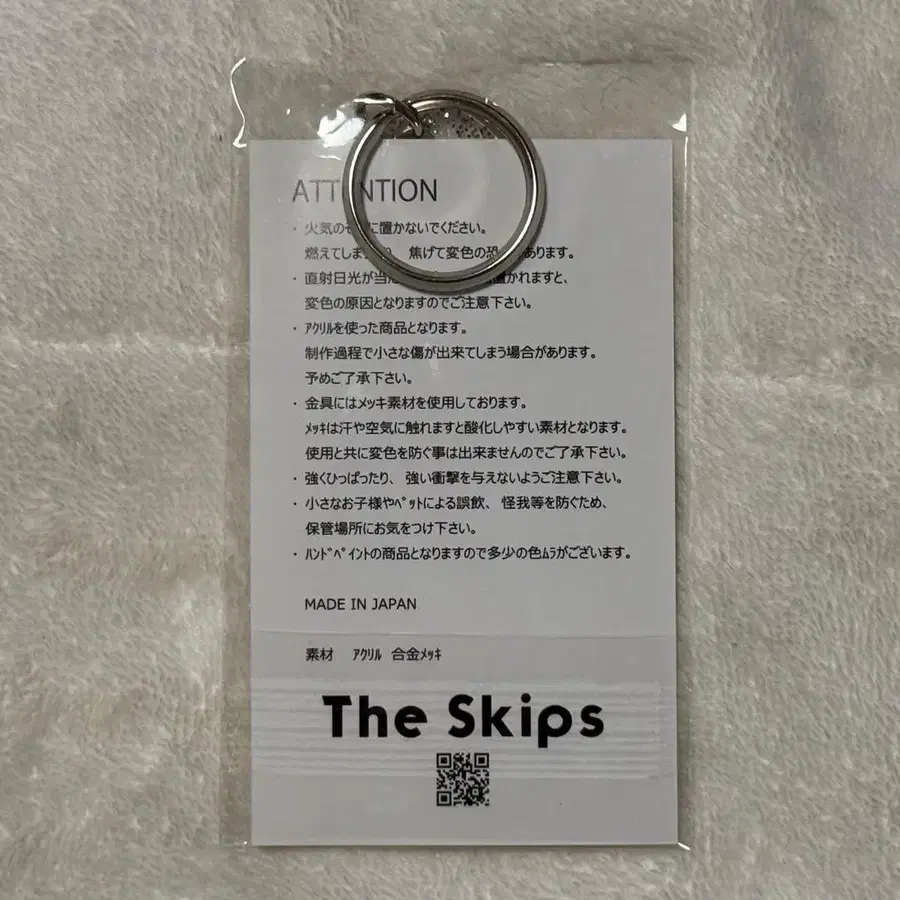 ATTENTION
・ 火気の に置かないでください。
燃えてしま 焦げて変色の恐 あります。
・ 直射日光が当 置かれますと、
変色の原因となりますのでご注意下さい。
・ ｱｸﾘﾙを使った商品となります。
制作過程で小さな傷が出来てしまう場合があります。
予めご了承下さい。
・ 金具にはメッキ素材を使用しております。
ﾒｯｷは汗や空気に触れますと酸化しやすい素材となります。
使用と共に変色を防ぐ事は出来ませんのでご了承下さい。
・ 強くひっぱったり、 強い衝撃を与えないようご注意下さい。
・ 小さなお子様やﾍﾟｯﾄによる誤飲、 怪我等を防ぐため、
保管場所にお気をつけ下さい。
・ ﾊﾝﾄﾞﾍﾟｲﾝﾄの商品となりますので多少の色ﾑﾗがございます。
MADE IN JAPAN
素材 ｱｸﾘﾙ 合金ﾒｯｷ
The Skips